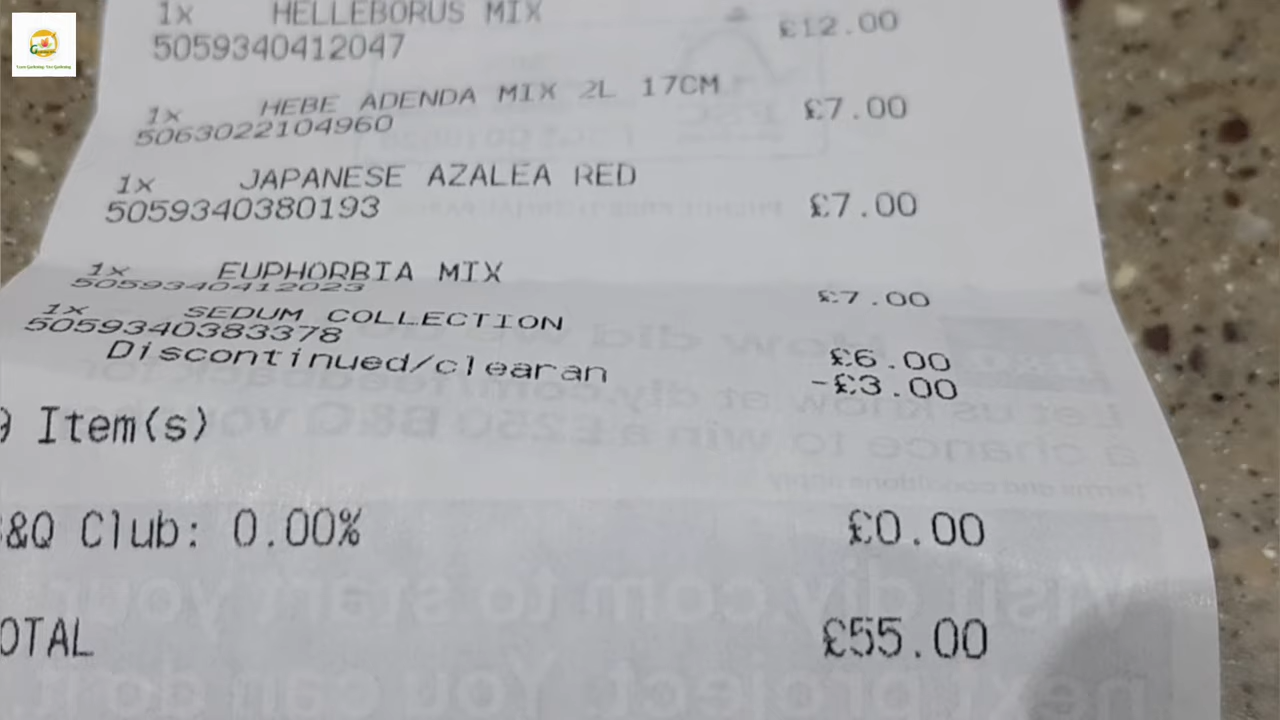 1x HELLEBORUS MIX £12.00
5059340412047
1x HEBE ADENDA MIX 2L 17CM £7.00
5063022104960
1x JAPANESE AZALEA RED £7.00
5059340380193
1x EUPHORBIA MIX £7.00
5059340412023
1x SEDUM COLLECTION
5059340383378 £6.00
Discontinued/clearan -£3.00
9 Item(s)
&Q Club: 0.00% £0.00
OTAL £55.00